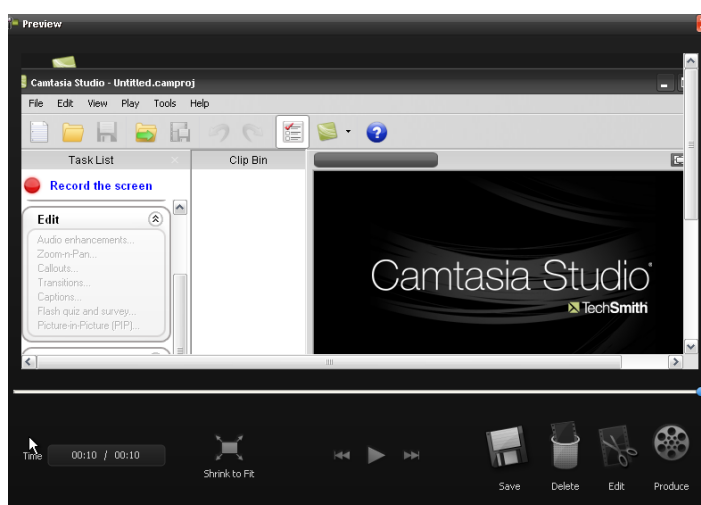 Preview
Camtasia Studio - Untitled.camproj
File Edit View Play Tools Help
Task List
Clip Bin
Record the screen
Edit
Audio enhancements...
Zoom-n-Pan...
Callouts...
Transitions...
Captions...
Flash quiz and survey...
Picture-in-Picture (PIP)...
Camtasia Studio
TechSmith
Time 00:10 / 00:10
Shrink to Fit
Save Delete Edit Produce